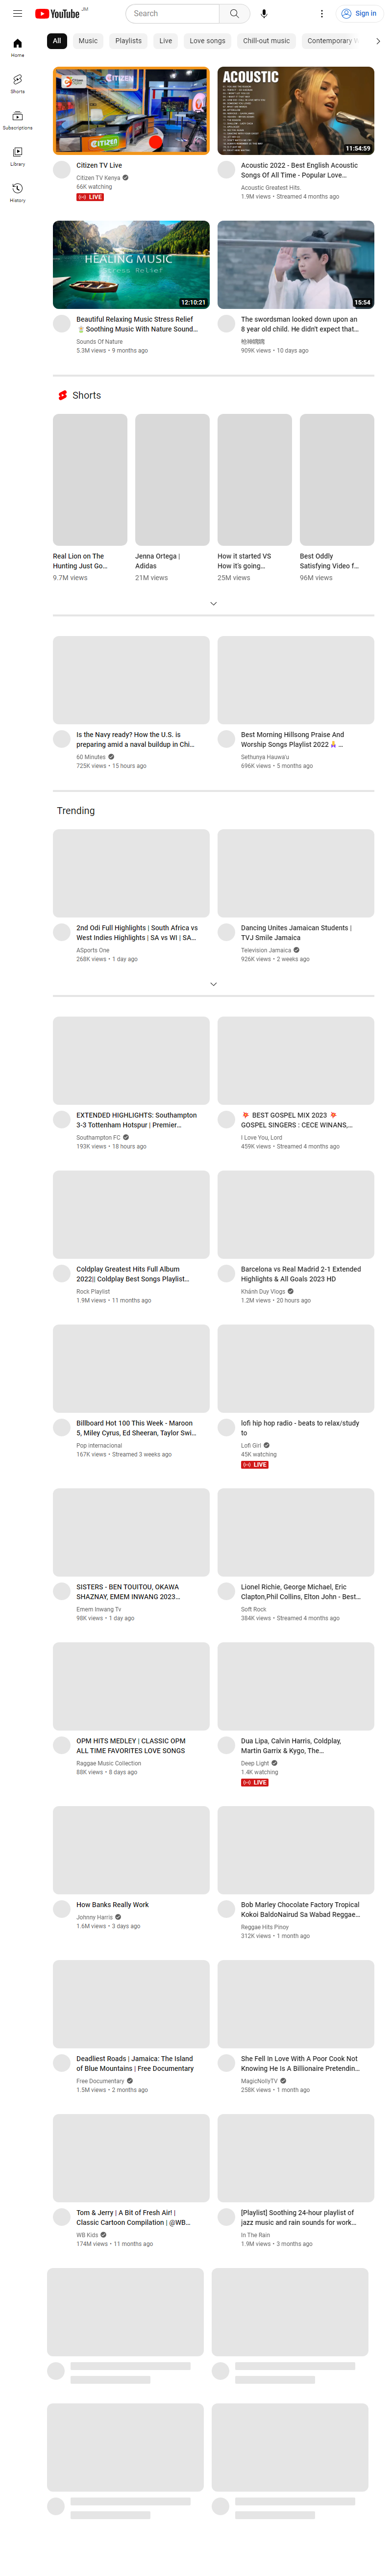 YouTube JM
Search
Sign in
Home
Shorts
Subscriptions
Library
History
All
Music
Playlists
Live
Love songs
Chill-out music
CITIZEN
Citizen TV Live
Citizen TV Kenya
66K watching
LIVE
ACOUSTIC
11:54:59
Acoustic 2022 - Best English Acoustic
Songs Of All Time - Popular Love...
Acoustic Greatest Hits.
1.9M views • Streamed 4 months ago
HEALING MUSIC
Stress Relief
12:10:21
Beautiful Relaxing Music Stress Relief
Soothing Music With Nature Sound...
Sounds Of Nature
5.3M views • 9 months ago
15:54
The swordsman looked down upon an
8 year old child. He didn't expect that...
909K views • 10 days ago
Shorts
Real Lion on The
Hunting Just Go...
9.7M views
Jenna Ortega |
Adidas
21M views
How it started VS
How it's going...
25M views
Best Oddly
Satisfying Video f...
96M views
Is the Navy ready? How the U.S. is
preparing amid a naval buildup in Chi...
60 Minutes
725K views • 15 hours ago
Best Morning Hillsong Praise And
Worship Songs Playlist 2022 🙏 ...
Sethunya Hauwa'u
696K views • 5 months ago
Trending
2nd Odi Full Highlights | South Africa vs
West Indies Highlights | SA vs WI | SA...
ASports One
268K views • 1 day ago
Dancing Unites Jamaican Students |
TVJ Smile Jamaica
Television Jamaica
926K views • 2 weeks ago
EXTENDED HIGHLIGHTS: Southampton
3-3 Tottenham Hotspur | Premier...
Southampton FC
193K views • 18 hours ago
BEST GOSPEL MIX 2023
GOSPEL SINGERS : CECE WINANS,...
I Love You, Lord
459K views • Streamed 4 months ago
Coldplay Greatest Hits Full Album
2022|| Coldplay Best Songs Playlist...
Rock Playlist
1.9M views • 11 months ago
Barcelona vs Real Madrid 2-1 Extended
Highlights & All Goals 2023 HD
Khánh Duy Vlogs
1.2M views • 20 hours ago
Billboard Hot 100 This Week - Maroon
5, Miley Cyrus, Ed Sheeran, Taylor Swi...
Pop internacional
167K views • Streamed 3 weeks ago
lofi hip hop radio - beats to relax/study
to
Lofi Girl
45K watching
LIVE
SISTERS - BEN TOUITOU, OKAWA
SHAZNAY, EMEM INWANG 2023...
Emem Inwang Tv
98K views • 1 day ago
Lionel Richie, George Michael, Eric
Clapton,Phil Collins, Elton John - Best...
Soft Rock
384K views • Streamed 4 months ago
OPM HITS MEDLEY | CLASSIC OPM
ALL TIME FAVORITES LOVE SONGS
Raggae Music Collection
88K views • 8 days ago
Dua Lipa, Calvin Harris, Coldplay,
Martin Garrix & Kygo, The...
Deep Light
1.4K watching
LIVE
How Banks Really Work
Johnny Harris
1.6M views • 3 days ago
Bob Marley Chocolate Factory Tropical
Kokoi BaldoNairud Sa Wabad Reggae...
Reggae Hits Pinoy
312K views • 1 month ago
Deadliest Roads | Jamaica: The Island
of Blue Mountains | Free Documentary
Free Documentary
1.5M views • 2 months ago
She Fell In Love With A Poor Cook Not
Knowing He Is A Billionaire Pretendin...
MagicNollyTV
258K views • 1 month ago
Tom & Jerry | A Bit of Fresh Air! |
Classic Cartoon Compilation | @WB...
WB Kids
174M views • 11 months ago
[Playlist] Soothing 24-hour playlist of
jazz music and rain sounds for work...
In The Rain
1.9M views • 3 months ago